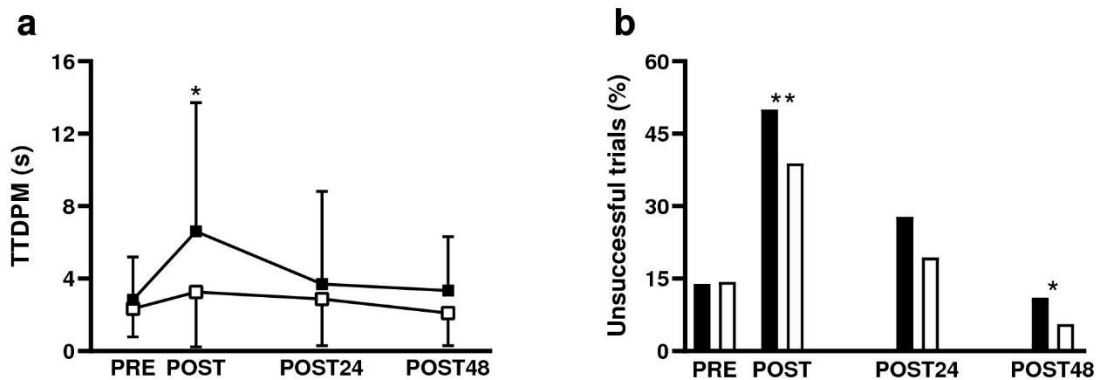 a
TTDPM (s)
16
12
8
4
0
*
PRE POST POST24 POST48
b
Unsuccessful trials (%)
60
45
30
15
0
**
*
PRE POST POST24 POST48